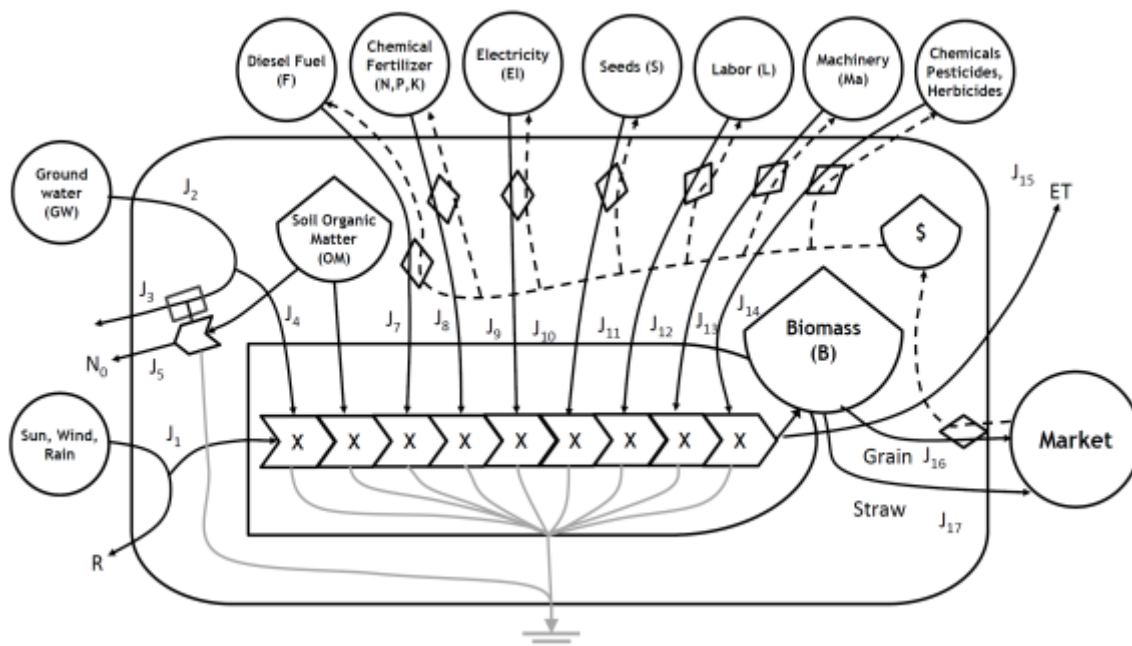 Diesel Fuel
(F)
Chemical
Fertilizer
(N,P,K)
Electricity
(El)
Seeds (S)
Labor (L)
Machinery
(Ma)
Chemicals
Pesticides,
Herbicides
Ground
water
(GW)
J2
Soil Organic
Matter
(OM)
$
J15
ET
J3
J4
J7
J8
J9
J10
J11
J12
J13
J14
Biomass
(B)
N0
J5
Sun, Wind,
Rain
J1
X
X
X
X
X
X
X
X
X
Market
Grain
J16
Straw
J17
R